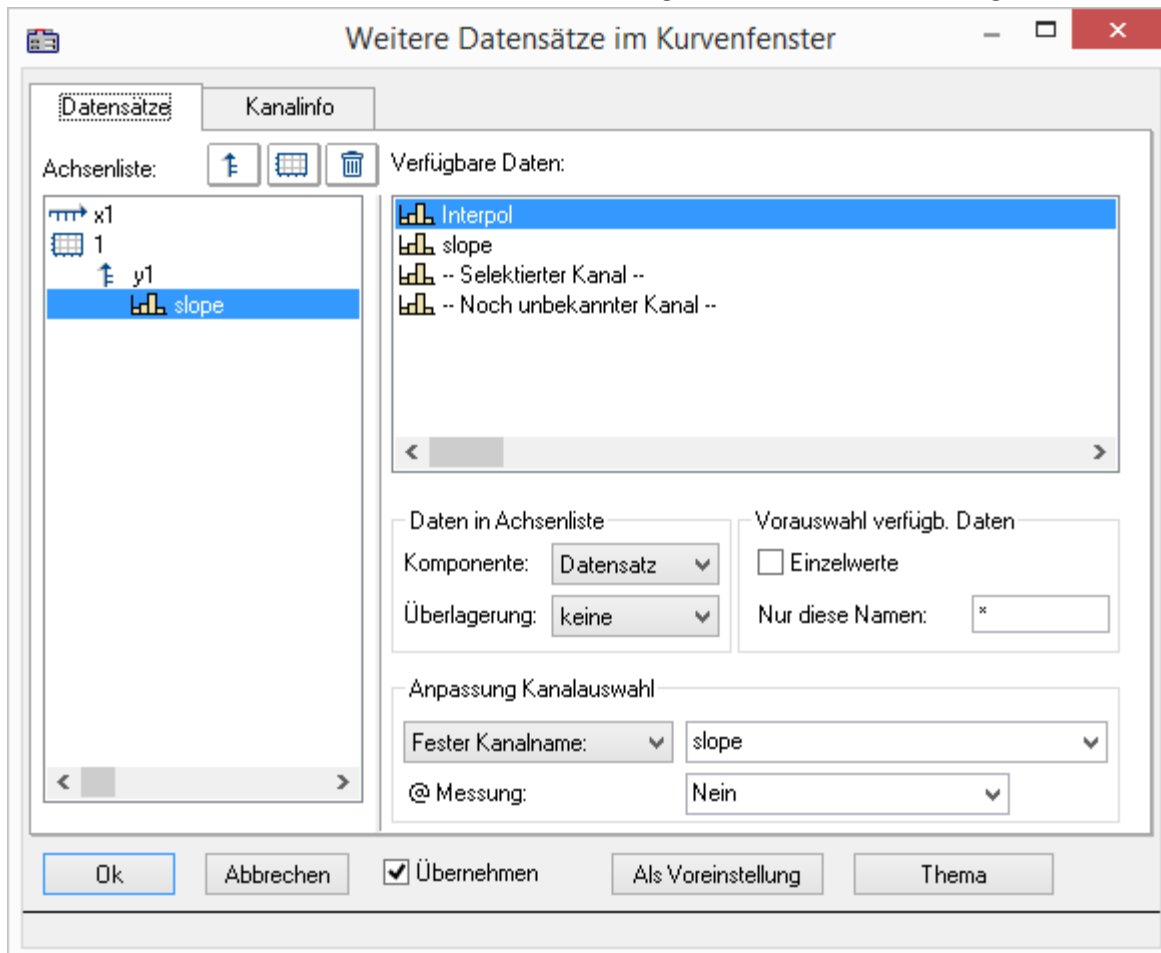 Weitere Datensätze im Kurvenfenster
Datensätze
Kanalinfo
Achsenliste:
Verfügbare Daten:
x1
1
y1
slope
Interpol
slope
-- Selektierter Kanal --
-- Noch unbekannter Kanal --
Daten in Achsenliste
Komponente: Datensatz
Überlagerung: keine
Vorauswahl verfügb. Daten
Einzelwerte
Nur diese Namen: *
Anpassung Kanalauswahl
Fester Kanalname: slope
@ Messung: Nein
Ok
Abbrechen
Übernehmen
Als Voreinstellung
Thema